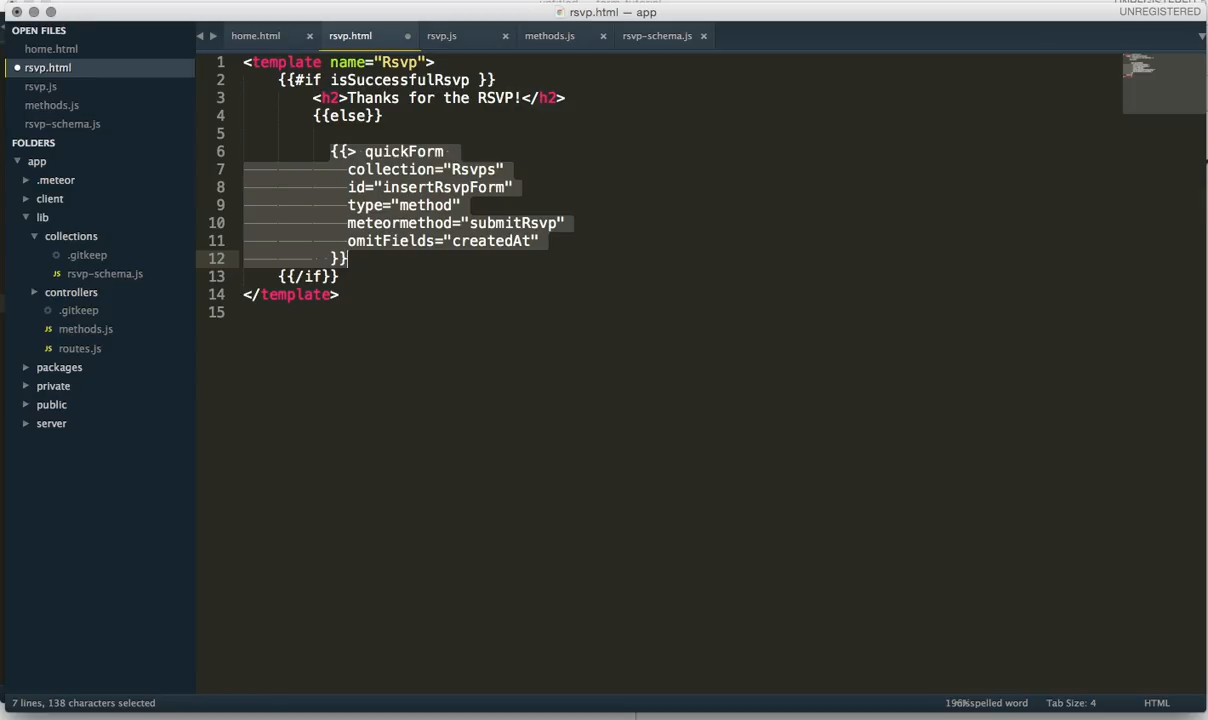 rsvp.html — app
UNREGISTERED
OPEN FILES
home.html
rsvp.html
rsvp.js
methods.js
rsvp-schema.js
FOLDERS
app
.meteor
client
lib
collections
.gitkeep
rsvp-schema.js
controllers
.gitkeep
methods.js
routes.js
packages
private
public
server
home.html × rsvp.html rsvp.js × methods.js × rsvp-schema.js ×
1 <template name="Rsvp">
2 {{#if isSuccessfulRsvp }}
3 <h2>Thanks for the RSVP!</h2>
4 {{else}}
5
6 {{> quickForm
7 collection="Rsvps"
8 id="insertRsvpForm"
9 type="method"
10 meteormethod="submitRsvp"
11 omitFields="createdAt"
12 }}
13 {{/if}}
14 </template>
15
7 lines, 138 characters selected
word
Tab Size: 4
HTML